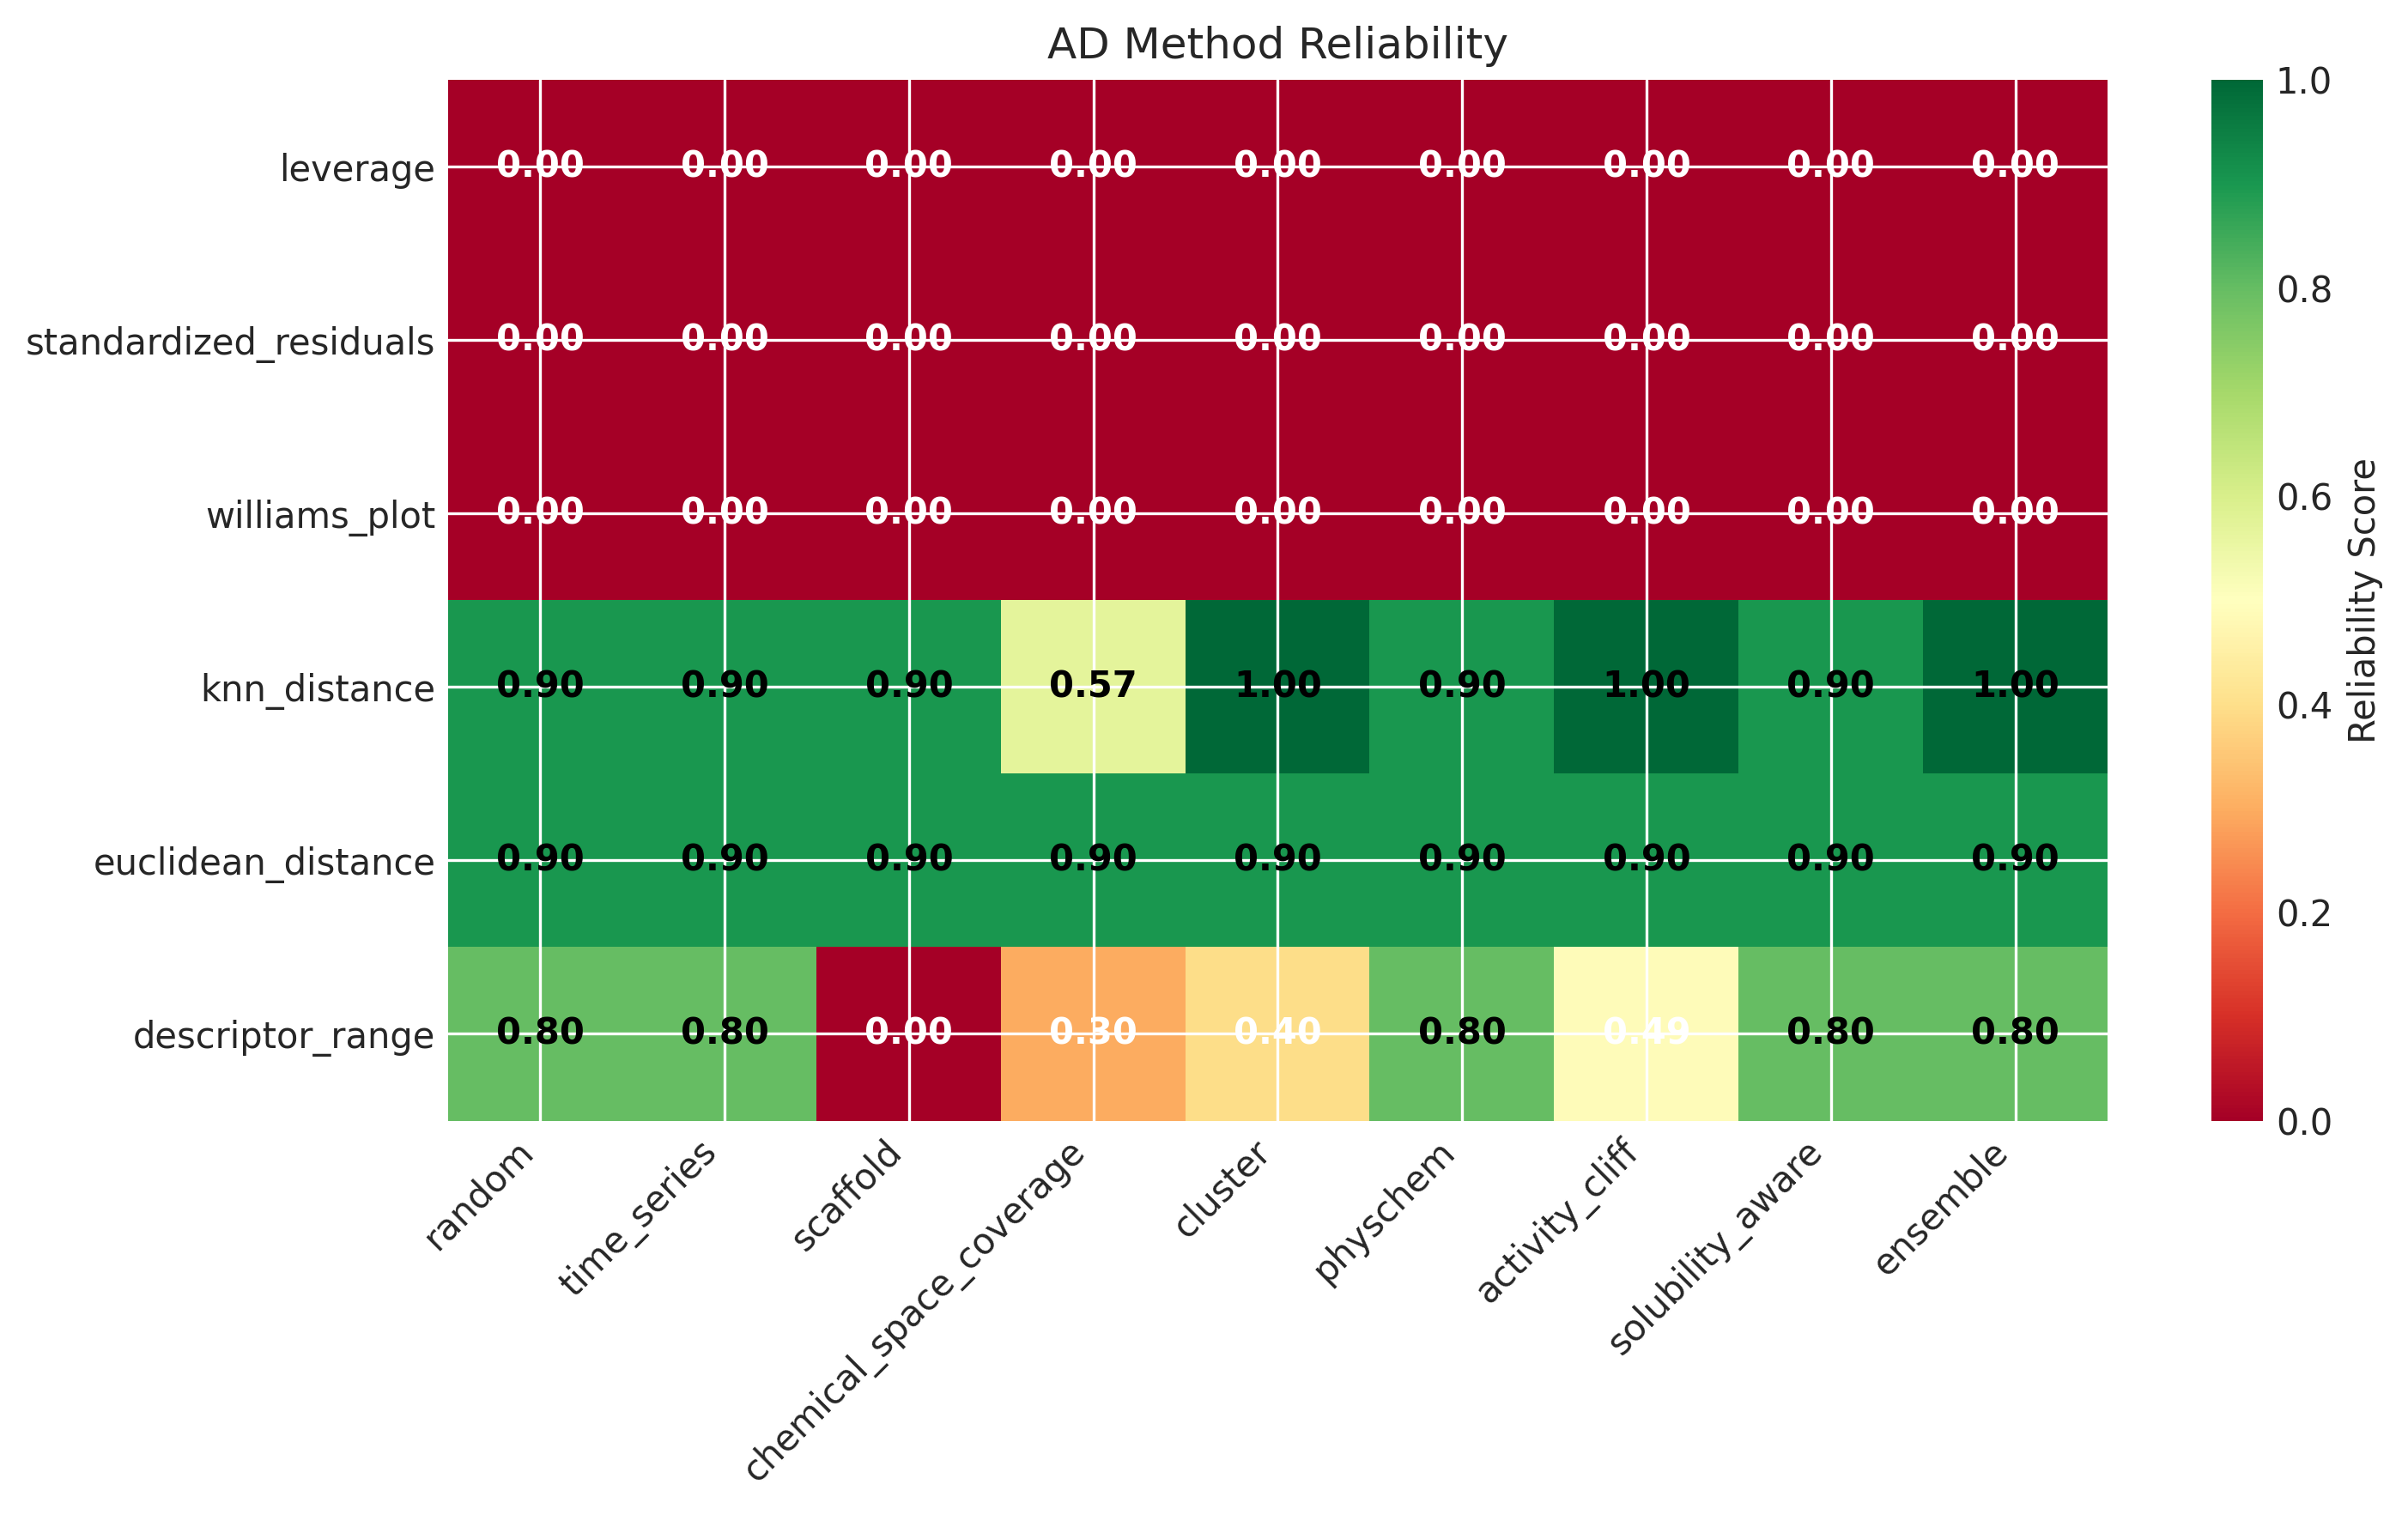 AD Method Reliability
leverage 0.00 0.00 0.00 0.00 0.00 0.00 0.00 0.00 0.00
standardized_residuals 0.00 0.00 0.00 0.00 0.00 0.00 0.00 0.00 0.00
williams_plot 0.00 0.00 0.00 0.00 0.00 0.00 0.00 0.00 0.00
knn_distance 0.90 0.90 0.90 0.57 1.00 0.90 1.00 0.90 1.00
euclidean_distance 0.90 0.90 0.90 0.90 0.90 0.90 0.90 0.90 0.90
descriptor_range 0.80 0.80 0.00 0.30 0.40 0.80 0.49 0.80 0.80
random
time_series
scaffold
chemical_space_coverage
cluster
physchem
activity_cliff
solubility_aware
ensemble
1.0
0.8
0.6
0.4
0.2
0.0
Reliability Score